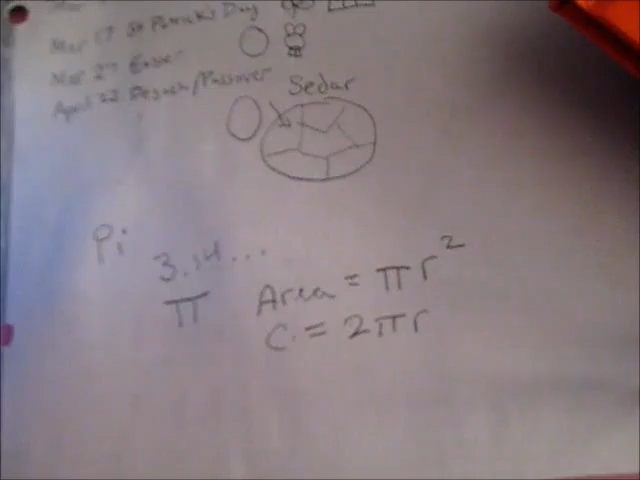 Mar
Mar 17 St Patrick's Day
Mar 27 Easter
April 22 Pesach/Passover
Sedar
Pi
3.14...
π
Area = πr²
C. = 2πr